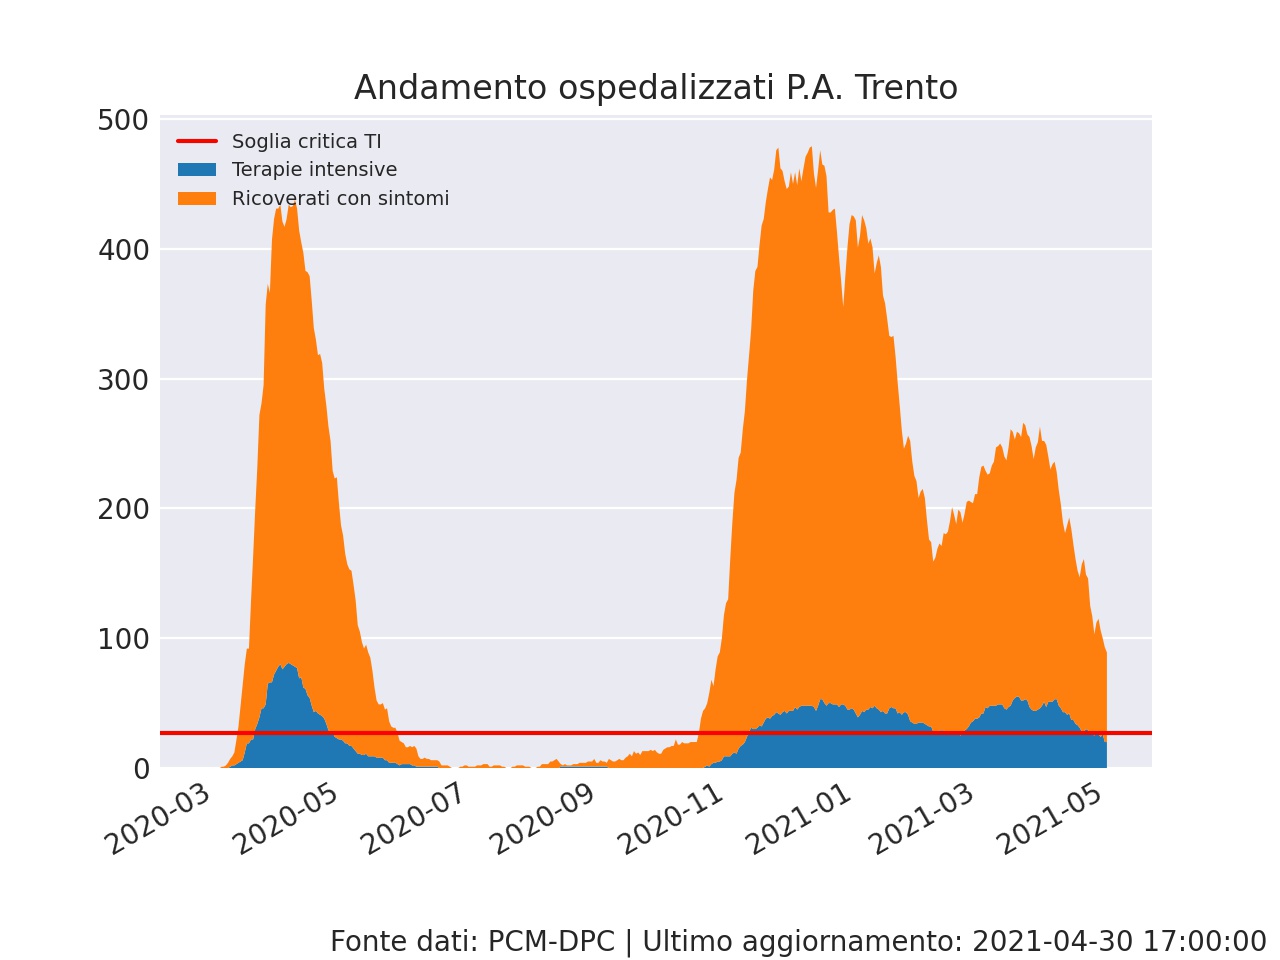 Andamento ospedalizzati P.A. Trento
500
400
300
200
100
0
Soglia critica TI
Terapie intensive
Ricoverati con sintomi
2020-03
2020-05
2020-07
2020-09
2020-11
2021-01
2021-03
2021-05
Fonte dati: PCM-DPC | Ultimo aggiornamento: 2021-04-30 17:00:00